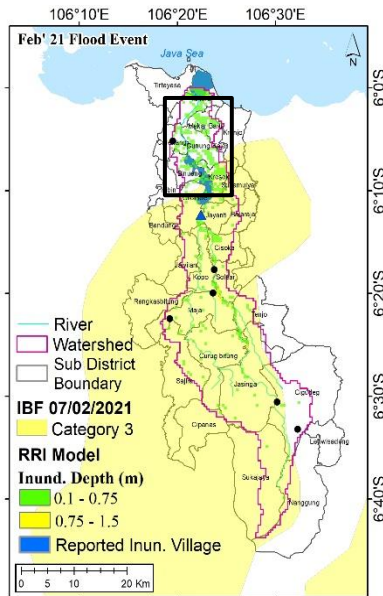 106°20'E 106°30'E
Feb' 21 Flood Event
Java Sea
N
Tirtayasa
6°0'S
Kronjo
Kresek
6°10'S
Jayanti
Cisoka
Kopo Solear
6°20'S
Rangkasbitung
Maja
Tenjo
River
Watershed
Sub District
Boundary
Curug bitung
Jasinga
Cigudeg
Sajira
6°30'S
IBF 07/02/2021
Category 3
Cipanas
Leuwisadeng
RRI Model
Inund. Depth (m)
0.1 - 0.75
0.75 - 1.5
Sukajaya
Nanggung
6°40'S
Reported Inun. Village
0 5 10 20 Km